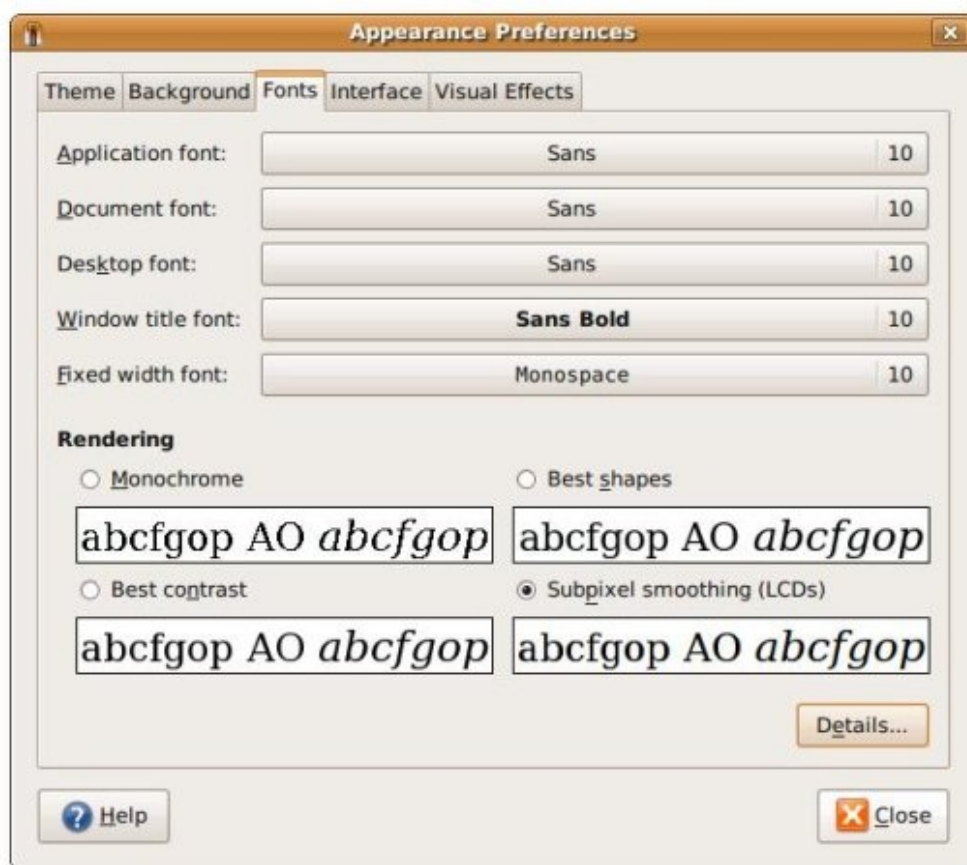 Appearance Preferences
Theme Background Fonts Interface Visual Effects
Application font: Sans 10
Document font: Sans 10
Desktop font: Sans 10
Window title font: Sans Bold 10
Fixed width font: Monospace 10
Rendering
Monochrome Best shapes
abcfgop AO abcfgop abcfgop AO abcfgop
Best contrast Subpixel smoothing (LCDs)
abcfgop AO abcfgop abcfgop AO abcfgop
Details...
Help Close